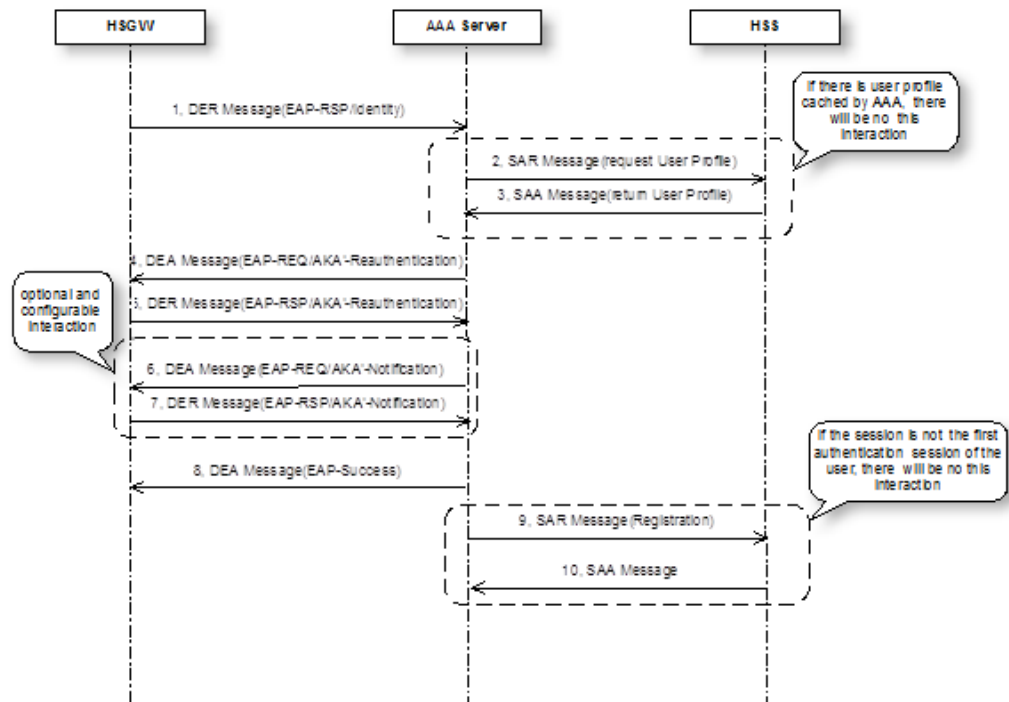 HSGW
AAA Server
HSS
If there is user profile
cached by AAA, there
will be no this
interaction
1, DER Message(EAP-RSP/Identity)
2, SAR Message(request User Profile)
3, SAA Message(return User Profile)
4, DEA Message(EAP-REQ/AKA'-Reauthentication)
optional and
configurable
interaction
5, DER Message(EAP-RSP/AKA'-Reauthentication)
6, DEA Message(EAP-REQ/AKA'-Notification)
7, DER Message(EAP-RSP/AKA'-Notification)
If the session is not the first
authentication session of the
user, there will be no this
interaction
8, DEA Message(EAP-Success)
9, SAR Message(Registration)
10, SAA Message